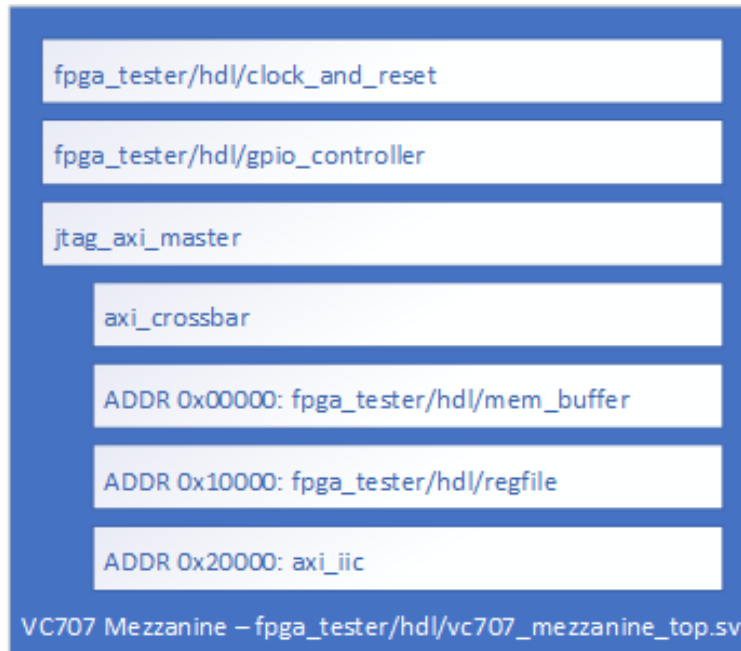 fpga_tester/hdl/clock_and_reset
fpga_tester/hdl/gpio_controller
jtag_axi_master
axi_crossbar
ADDR 0x00000: fpga_tester/hdl/mem_buffer
ADDR 0x10000: fpga_tester/hdl/regfile
ADDR 0x20000: axi_iic
VC707 Mezzanine – fpga_tester/hdl/vc707_mezzanine_top.sv